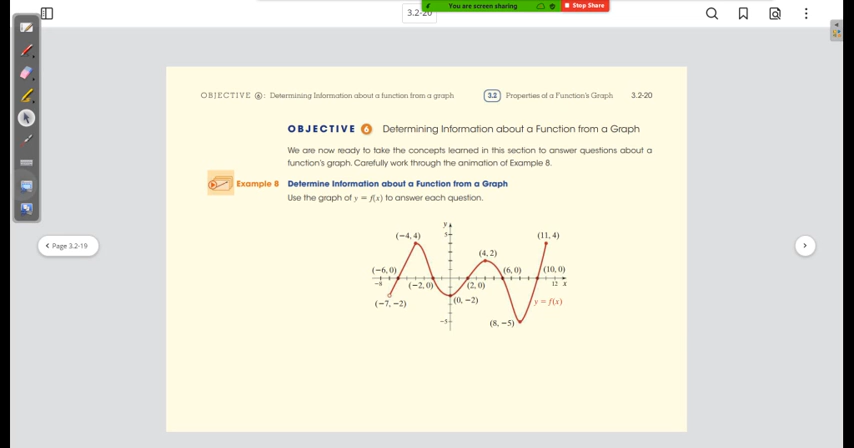 You are screen sharing
Stop Share
3.2-20
OBJECTIVE 6: Determining Information about a function from a graph
3.2 Properties of a Function's Graph 3.2-20
OBJECTIVE 6 Determining Information about a Function from a Graph
We are now ready to take the concepts learned in this section to answer questions about a
function's graph. Carefully work through the animation of Example 8.
Example 8 Determine Information about a Function from a Graph
Use the graph of y = f(x) to answer each question.
y
5
(−4, 4)
(11, 4)
(4, 2)
(−6, 0)
(6, 0)
(10, 0)
−8
(−2, 0)
(2, 0)
12 x
(−7, −2)
(0, −2)
y = f(x)
−5
(8, −5)
Page 3.2-19